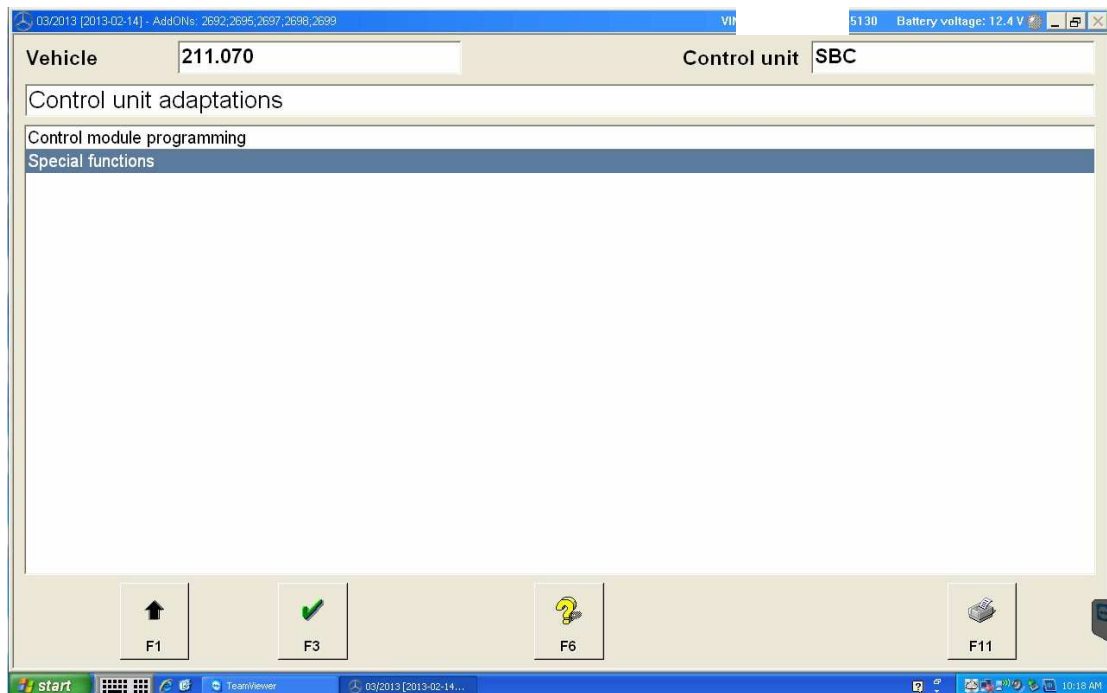 03/2013 [2013-02-14] - AddONs: 2692;2695;2697;2698;2699 VIN 5130 Battery voltage: 12.4 V
Vehicle 211.070 Control unit SBC
Control unit adaptations
Control module programming
Special functions
F1 F3 F6 F11
start TeamViewer 03/2013 [2013-02-14... 10:18 AM